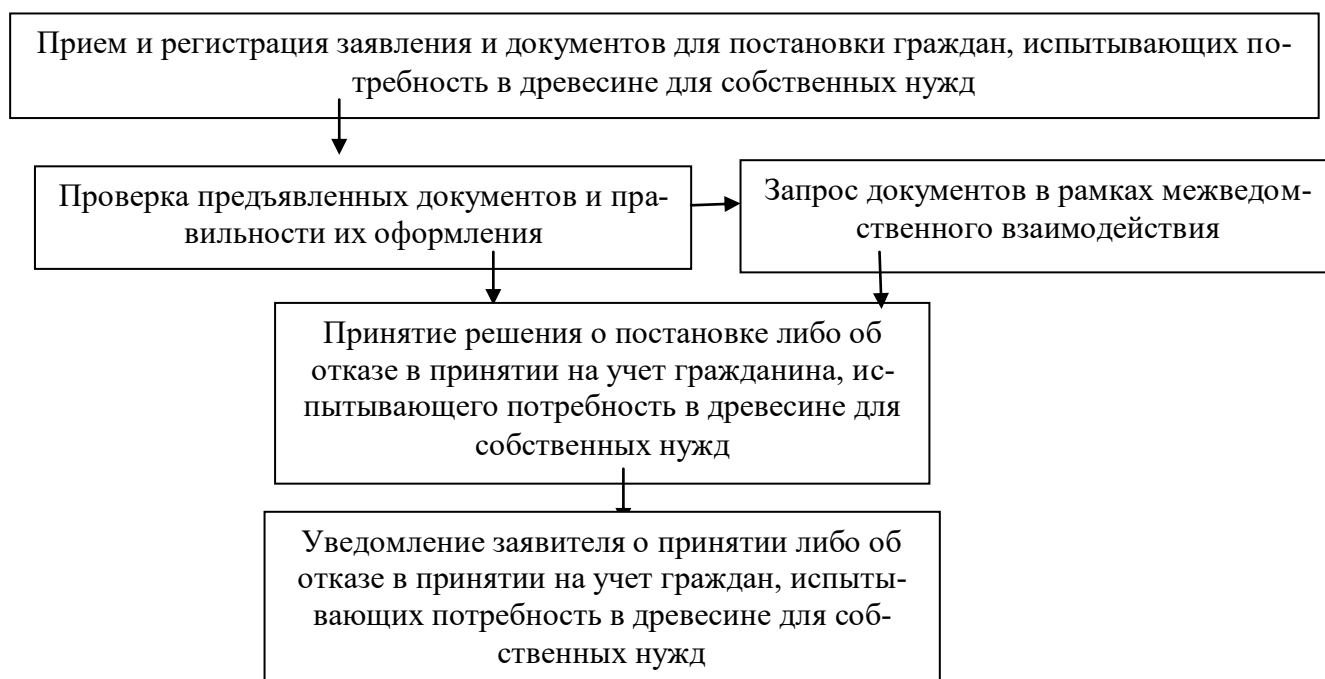 Прием и регистрация заявления и документов для постановки граждан, испытывающих по-
требность в древесине для собственных нужд
Проверка предъявленных документов и пра-
вильности их оформления
Запрос документов в рамках межведом-
ственного взаимодействия
Принятие решения о постановке либо об
отказе в принятии на учет гражданина, ис-
пытывающего потребность в древесине для
собственных нужд
Уведомление заявителя о принятии либо об
отказе в принятии на учет граждан, испыты-
вающих потребность в древесине для соб-
ственных нужд